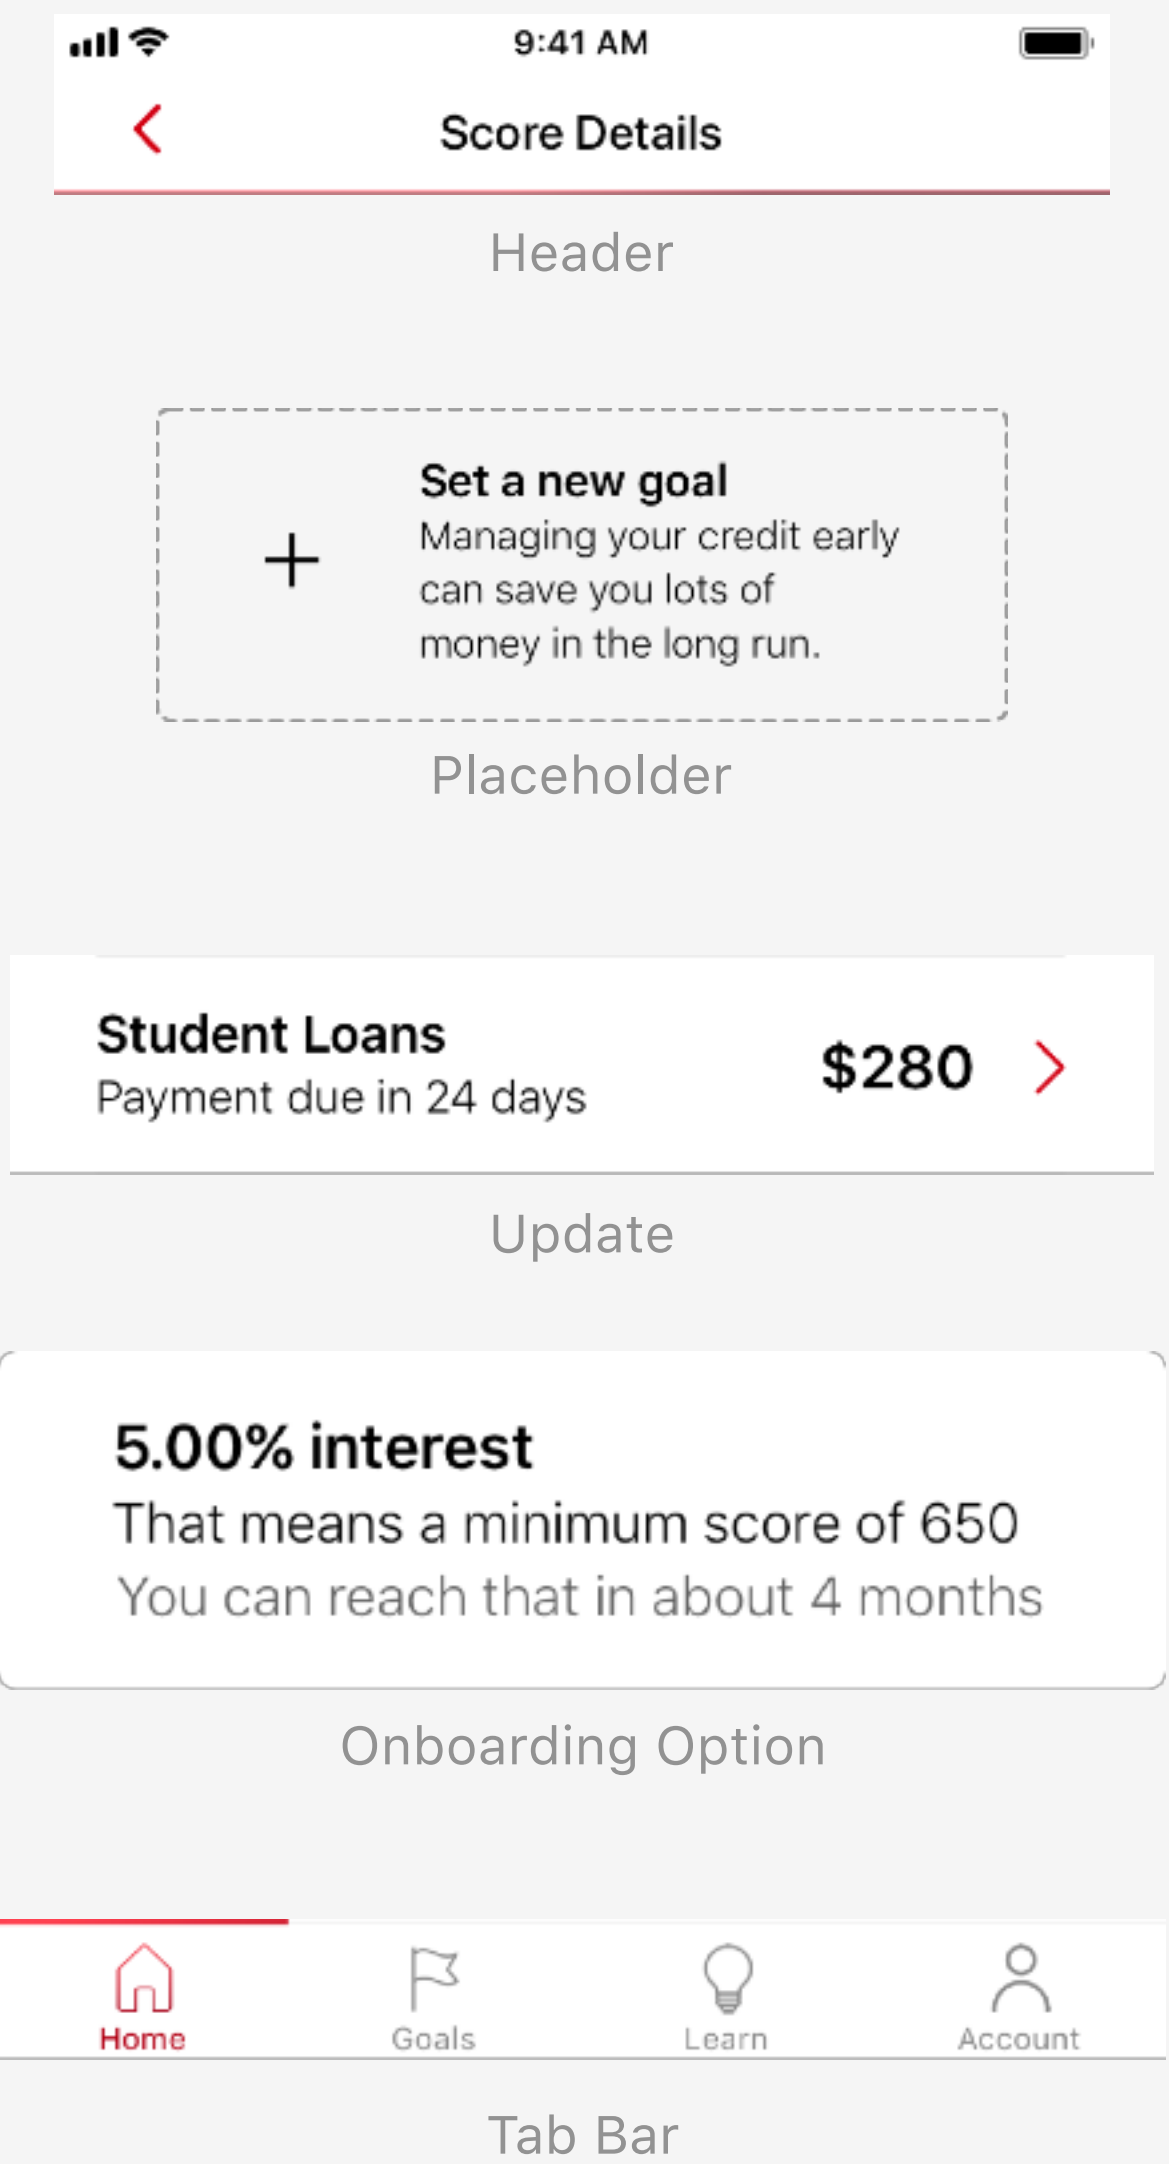 9:41 AM
Score Details
Header
Set a new goal
Managing your credit early
can save you lots of
money in the long run.
Placeholder
Student Loans
Payment due in 24 days
$280
Update
5.00% interest
That means a minimum score of 650
You can reach that in about 4 months
Onboarding Option
Home Goals Learn Account
Tab Bar